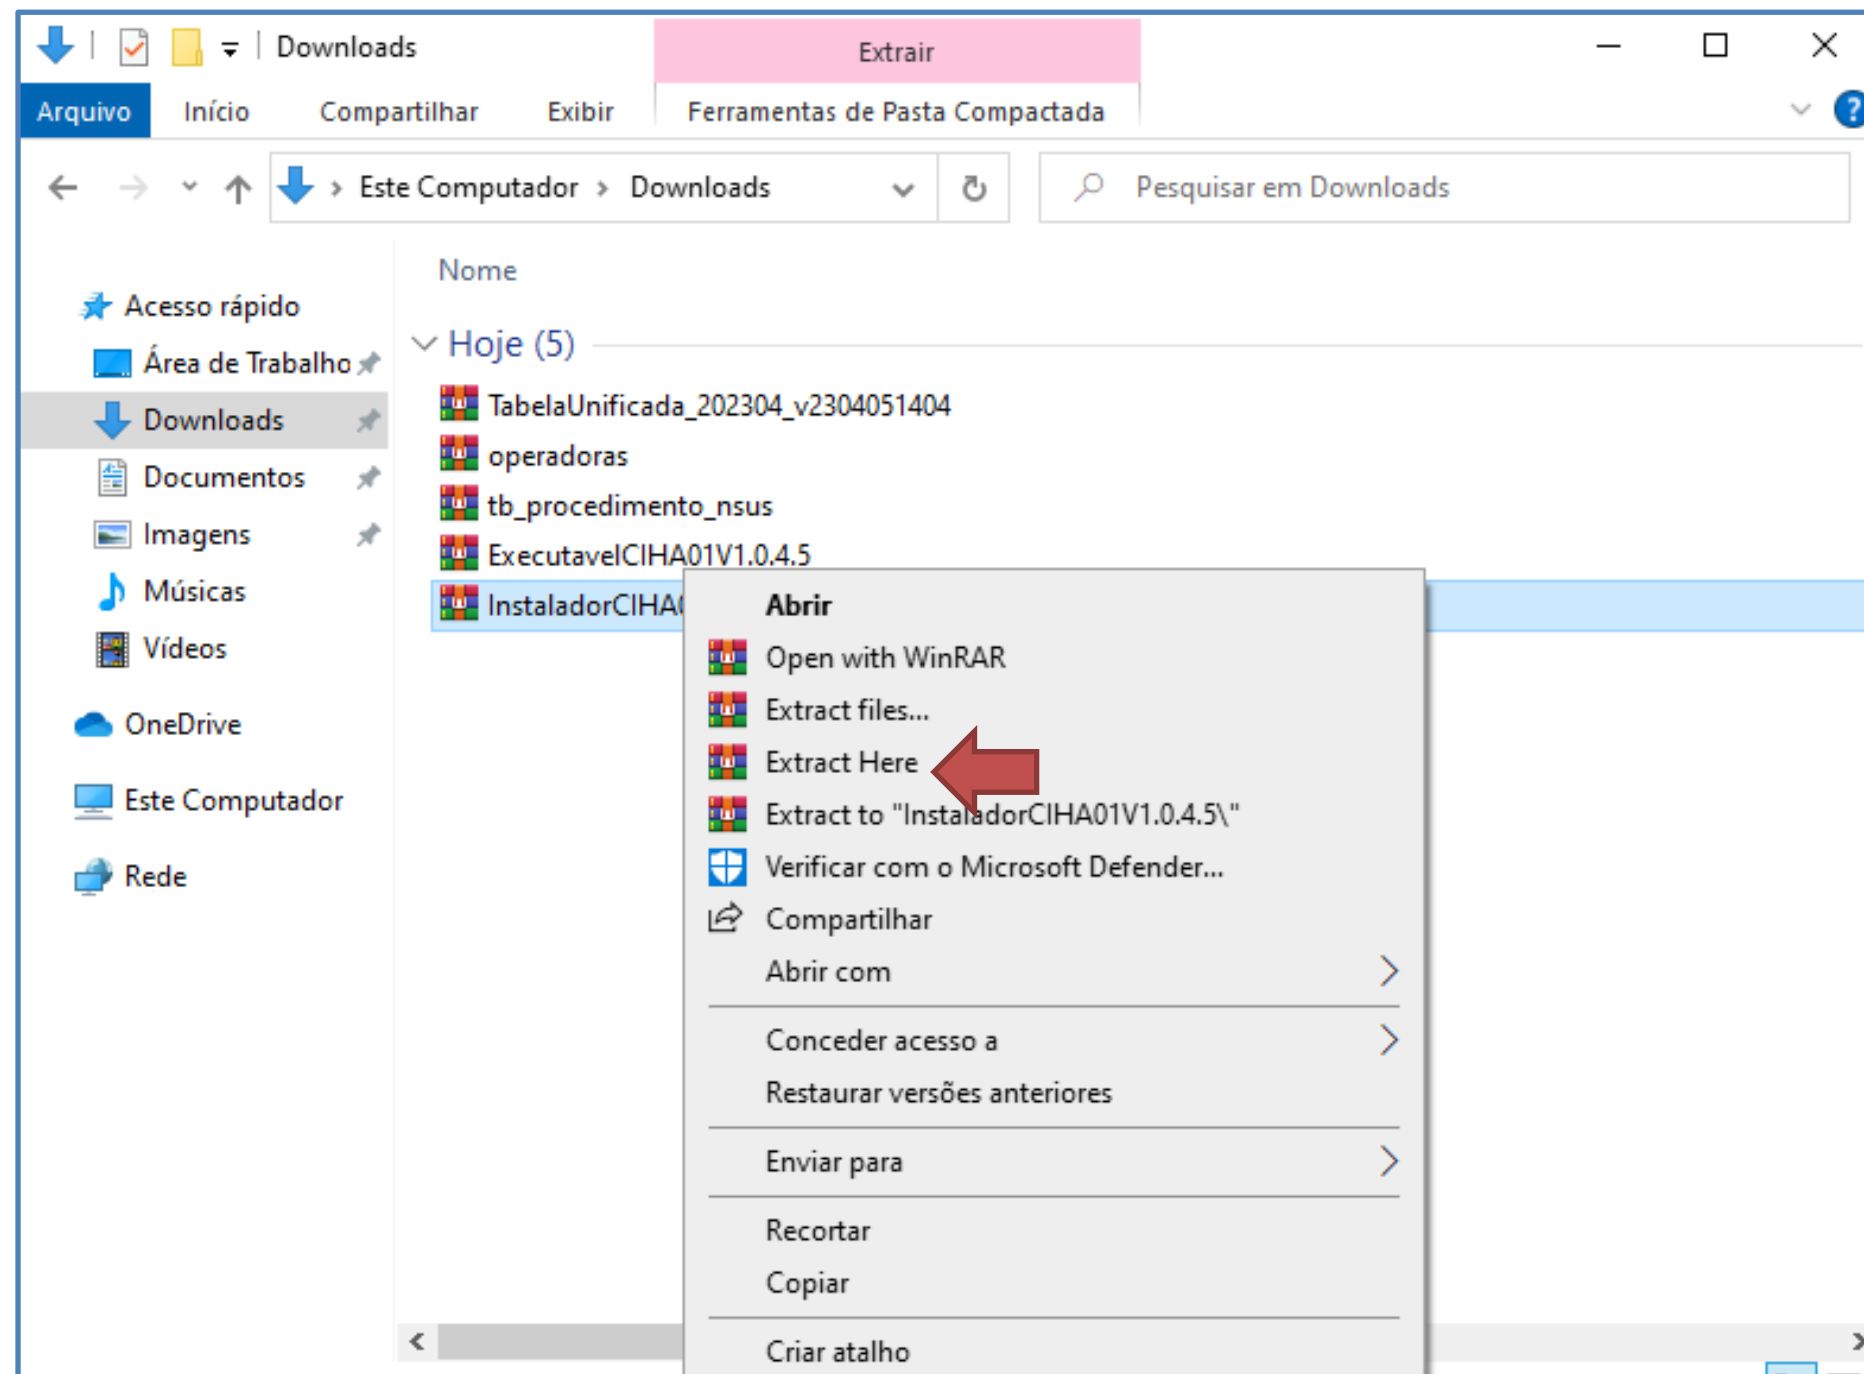 Downloads
Extrair
Arquivo Início Compartilhar Exibir Ferramentas de Pasta Compactada
?
Este Computador Downloads
Pesquisar em Downloads
Nome
Acesso rápido
Área de Trabalho
Downloads
Documentos
Imagens
Músicas
Vídeos
OneDrive
Este Computador
Rede
Hoje (5)
TabelaUnificada_202304_v2304051404
operadoras
tb_procedimento_nsus
ExecutavelCIHA01V1.0.4.5
InstaladorCIHA
Abrir
Open with WinRAR
Extract files...
Extract Here
Extract to "InstaladorCIHA01V1.0.4.5\"
Verificar com o Microsoft Defender...
Compartilhar
Abrir com
Conceder acesso a
Restaurar versões anteriores
Enviar para
Recortar
Copiar
Criar atalho